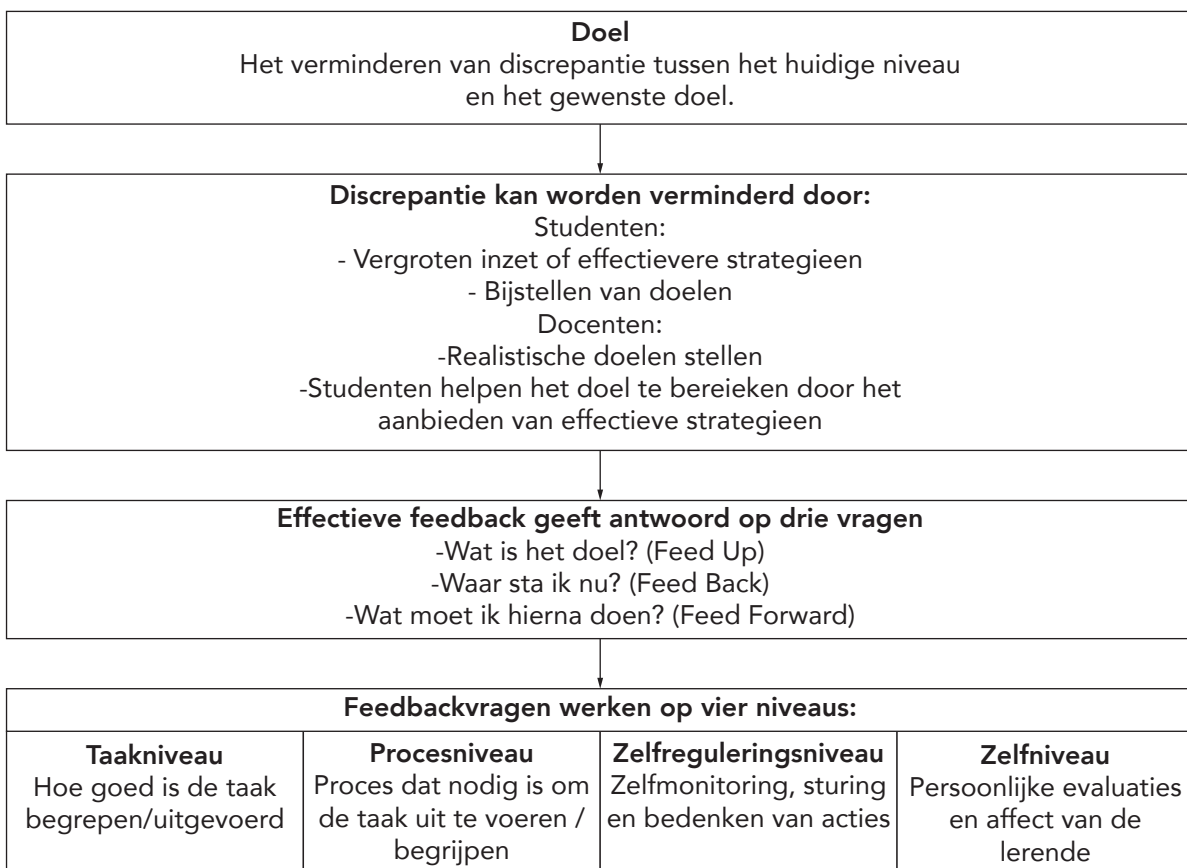 Doel
Het verminderen van discrepantie tussen het huidige niveau
en het gewenste doel.
Discrepantie kan worden verminderd door:
Studenten:
- Vergroten inzet of effectievere strategieen
- Bijstellen van doelen
Docenten:
-Realistische doelen stellen
-Studenten helpen het doel te bereieken door het
aanbieden van effectieve strategieen
Effectieve feedback geeft antwoord op drie vragen
-Wat is het doel? (Feed Up)
-Waar sta ik nu? (Feed Back)
-Wat moet ik hierna doen? (Feed Forward)
Feedbackvragen werken op vier niveaus:
Taakniveau
Hoe goed is de taak
begrepen/uitgevoerd
Procesniveau
Proces dat nodig is om
de taak uit te voeren /
begrijpen
Zelfreguleringsniveau
Zelfmonitoring, sturing
en bedenken van acties
Zelfniveau
Persoonlijke evaluaties
en affect van de
lerende